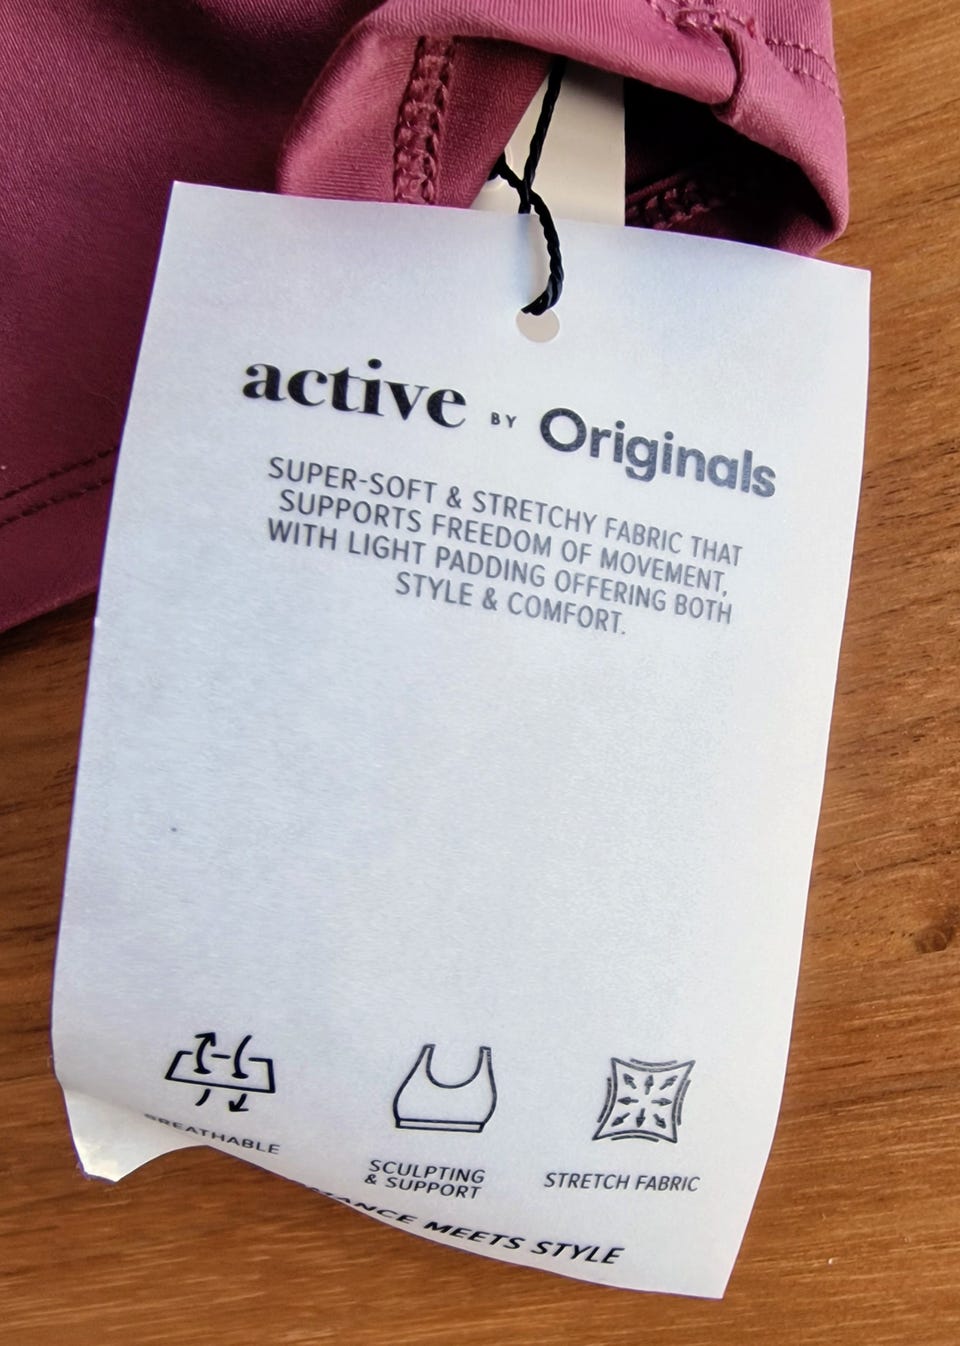 active BY Originals
SUPER-SOFT & STRETCHY FABRIC THAT
SUPPORTS FREEDOM OF MOVEMENT,
WITH LIGHT PADDING OFFERING BOTH
STYLE & COMFORT.
BREATHABLE
SCULPTING
& SUPPORT
STRETCH FABRIC
MEETS STYLE